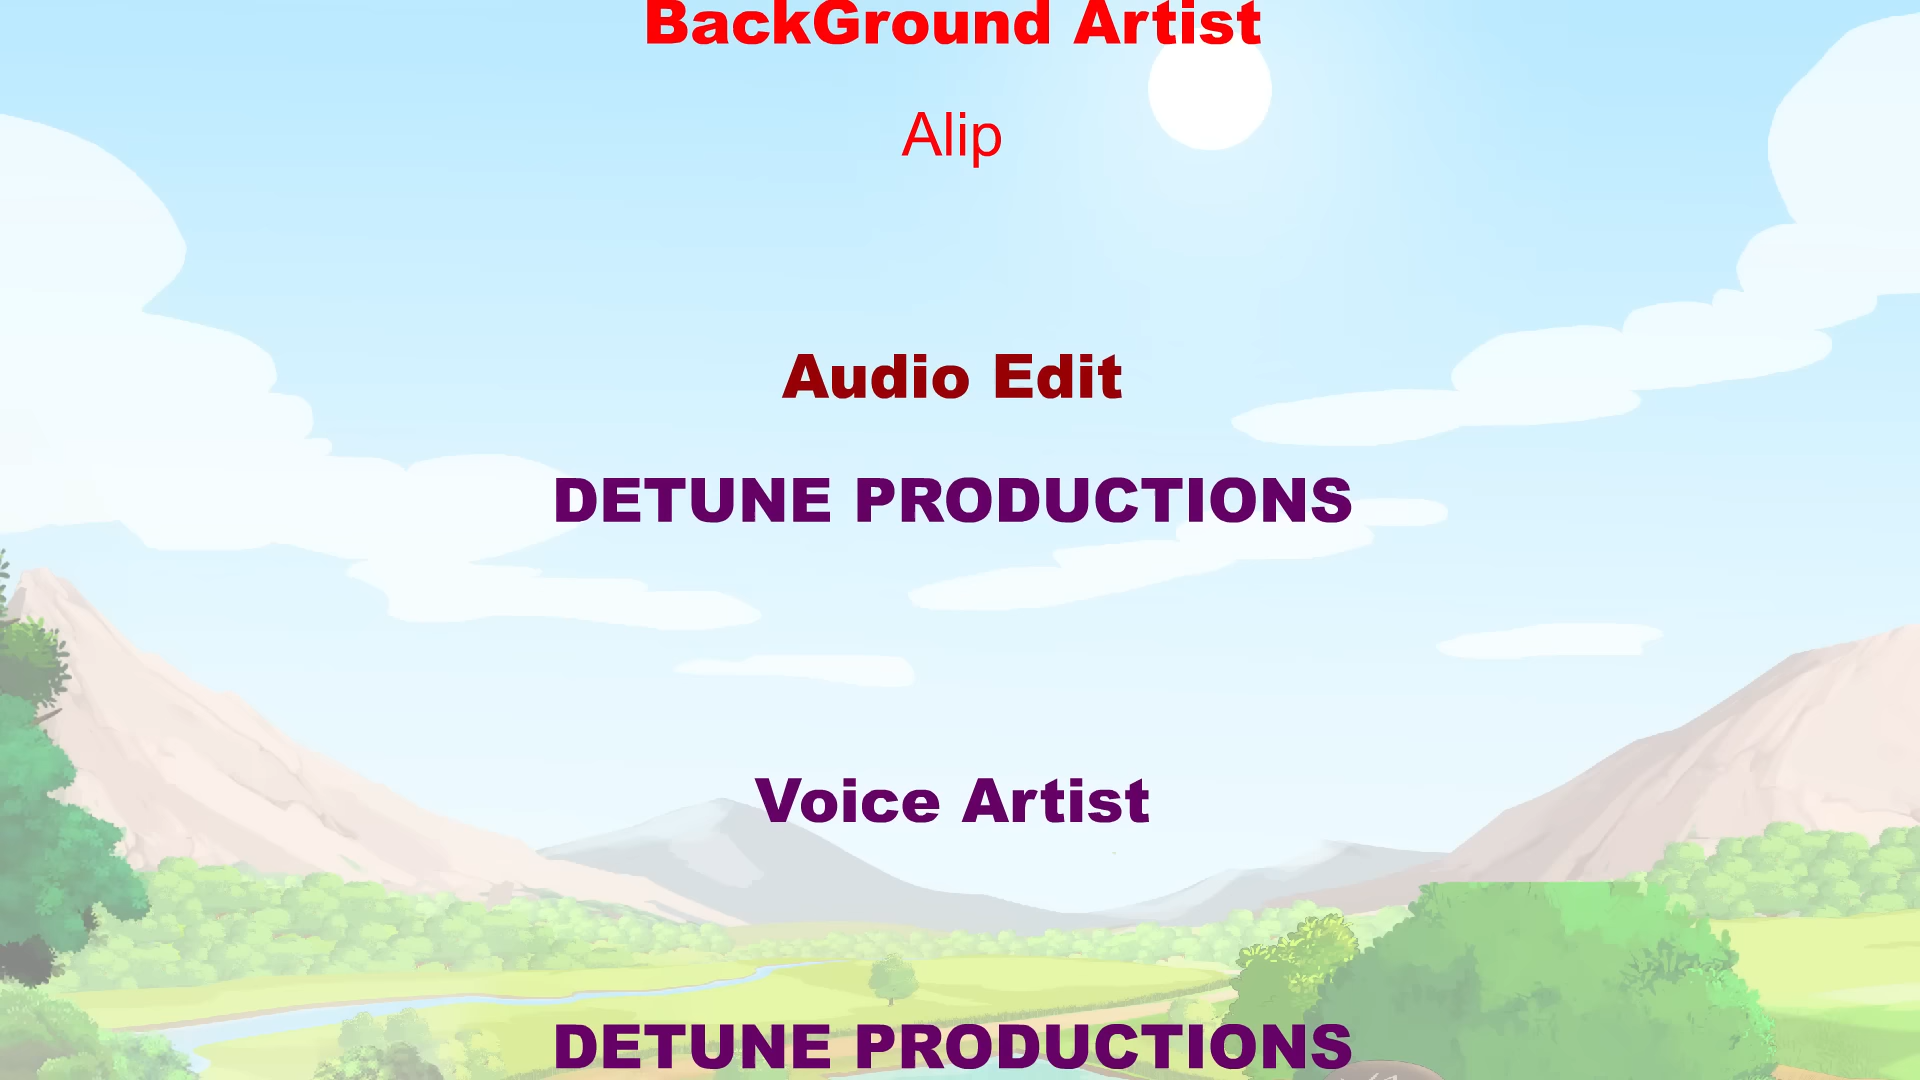 BackGround Artist
Alip
Audio Edit
DETUNE PRODUCTIONS
Voice Artist
DETUNE PRODUCTIONS